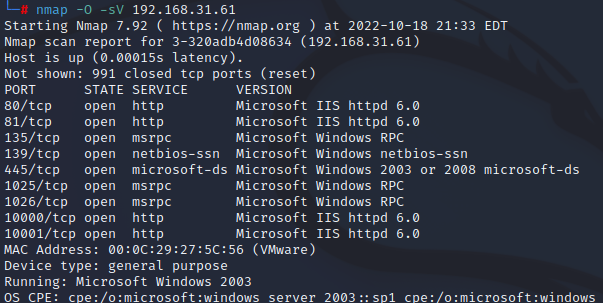 └─# nmap -O -sV 192.168.31.61
Starting Nmap 7.92 ( https://nmap.org ) at 2022-10-18 21:33 EDT
Nmap scan report for 3-320adb4d08634 (192.168.31.61)
Host is up (0.00015s latency).
Not shown: 991 closed tcp ports (reset)
PORT      STATE SERVICE      VERSION
80/tcp    open  http         Microsoft IIS httpd 6.0
81/tcp    open  http         Microsoft IIS httpd 6.0
135/tcp   open  msrpc        Microsoft Windows RPC
139/tcp   open  netbios-ssn  Microsoft Windows netbios-ssn
445/tcp   open  microsoft-ds Microsoft Windows 2003 or 2008 microsoft-ds
1025/tcp  open  msrpc        Microsoft Windows RPC
1026/tcp  open  msrpc        Microsoft Windows RPC
10000/tcp open  http         Microsoft IIS httpd 6.0
10001/tcp open  http         Microsoft IIS httpd 6.0
MAC Address: 00:0C:29:27:5C:56 (VMware)
Device type: general purpose
Running: Microsoft Windows 2003
OS CPE: cpe:/o:microsoft:windows_server_2003::sp1 cpe:/o:microsoft:windows